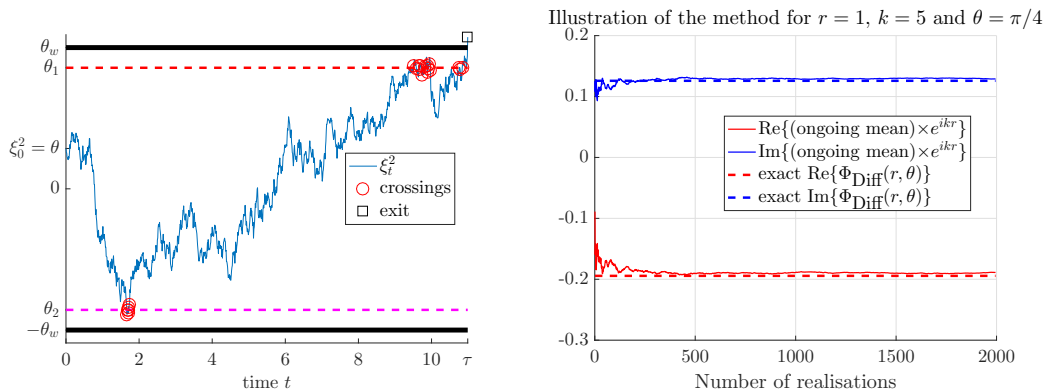 θ_w
θ_1
ξ_0^2 = θ
0
θ_2
−θ_w
0
2
4
6
8
10
τ
time t
ξ_t^2
crossings
exit
Illustration of the method for r = 1, k = 5 and θ = π/4
0.2
0.1
0
-0.1
-0.2
-0.3
0
500
1000
1500
2000
Number of realisations
Re{(ongoing mean)×e^{ikr}}
Im{(ongoing mean)×e^{ikr}}
exact Re{Φ_Diff(r, θ)}
exact Im{Φ_Diff(r, θ)}